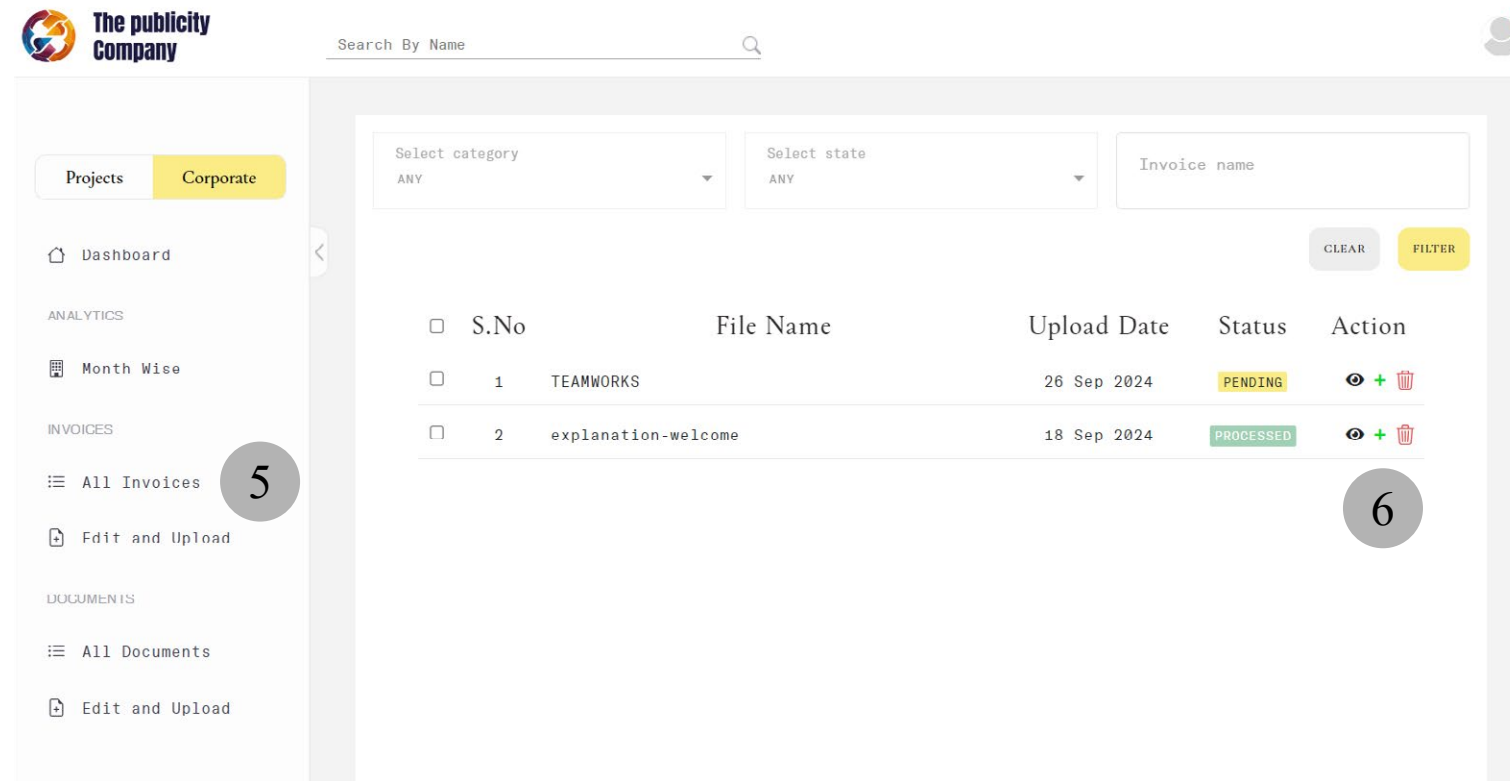 The publicity
Company
Search By Name
Projects Corporate
Select category
ANY
Select state
ANY
Invoice name
Dashboard
CLEAR FILTER
ANALYTICS
Month Wise
S.No File Name Upload Date Status Action
1 TEAMWORKS 26 Sep 2024 PENDING
2 explanation-welcome 18 Sep 2024 PROCESSED
INVOICES
All Invoices 5
6
Edit and Upload
DOCUMENTS
All Documents
Edit and Upload